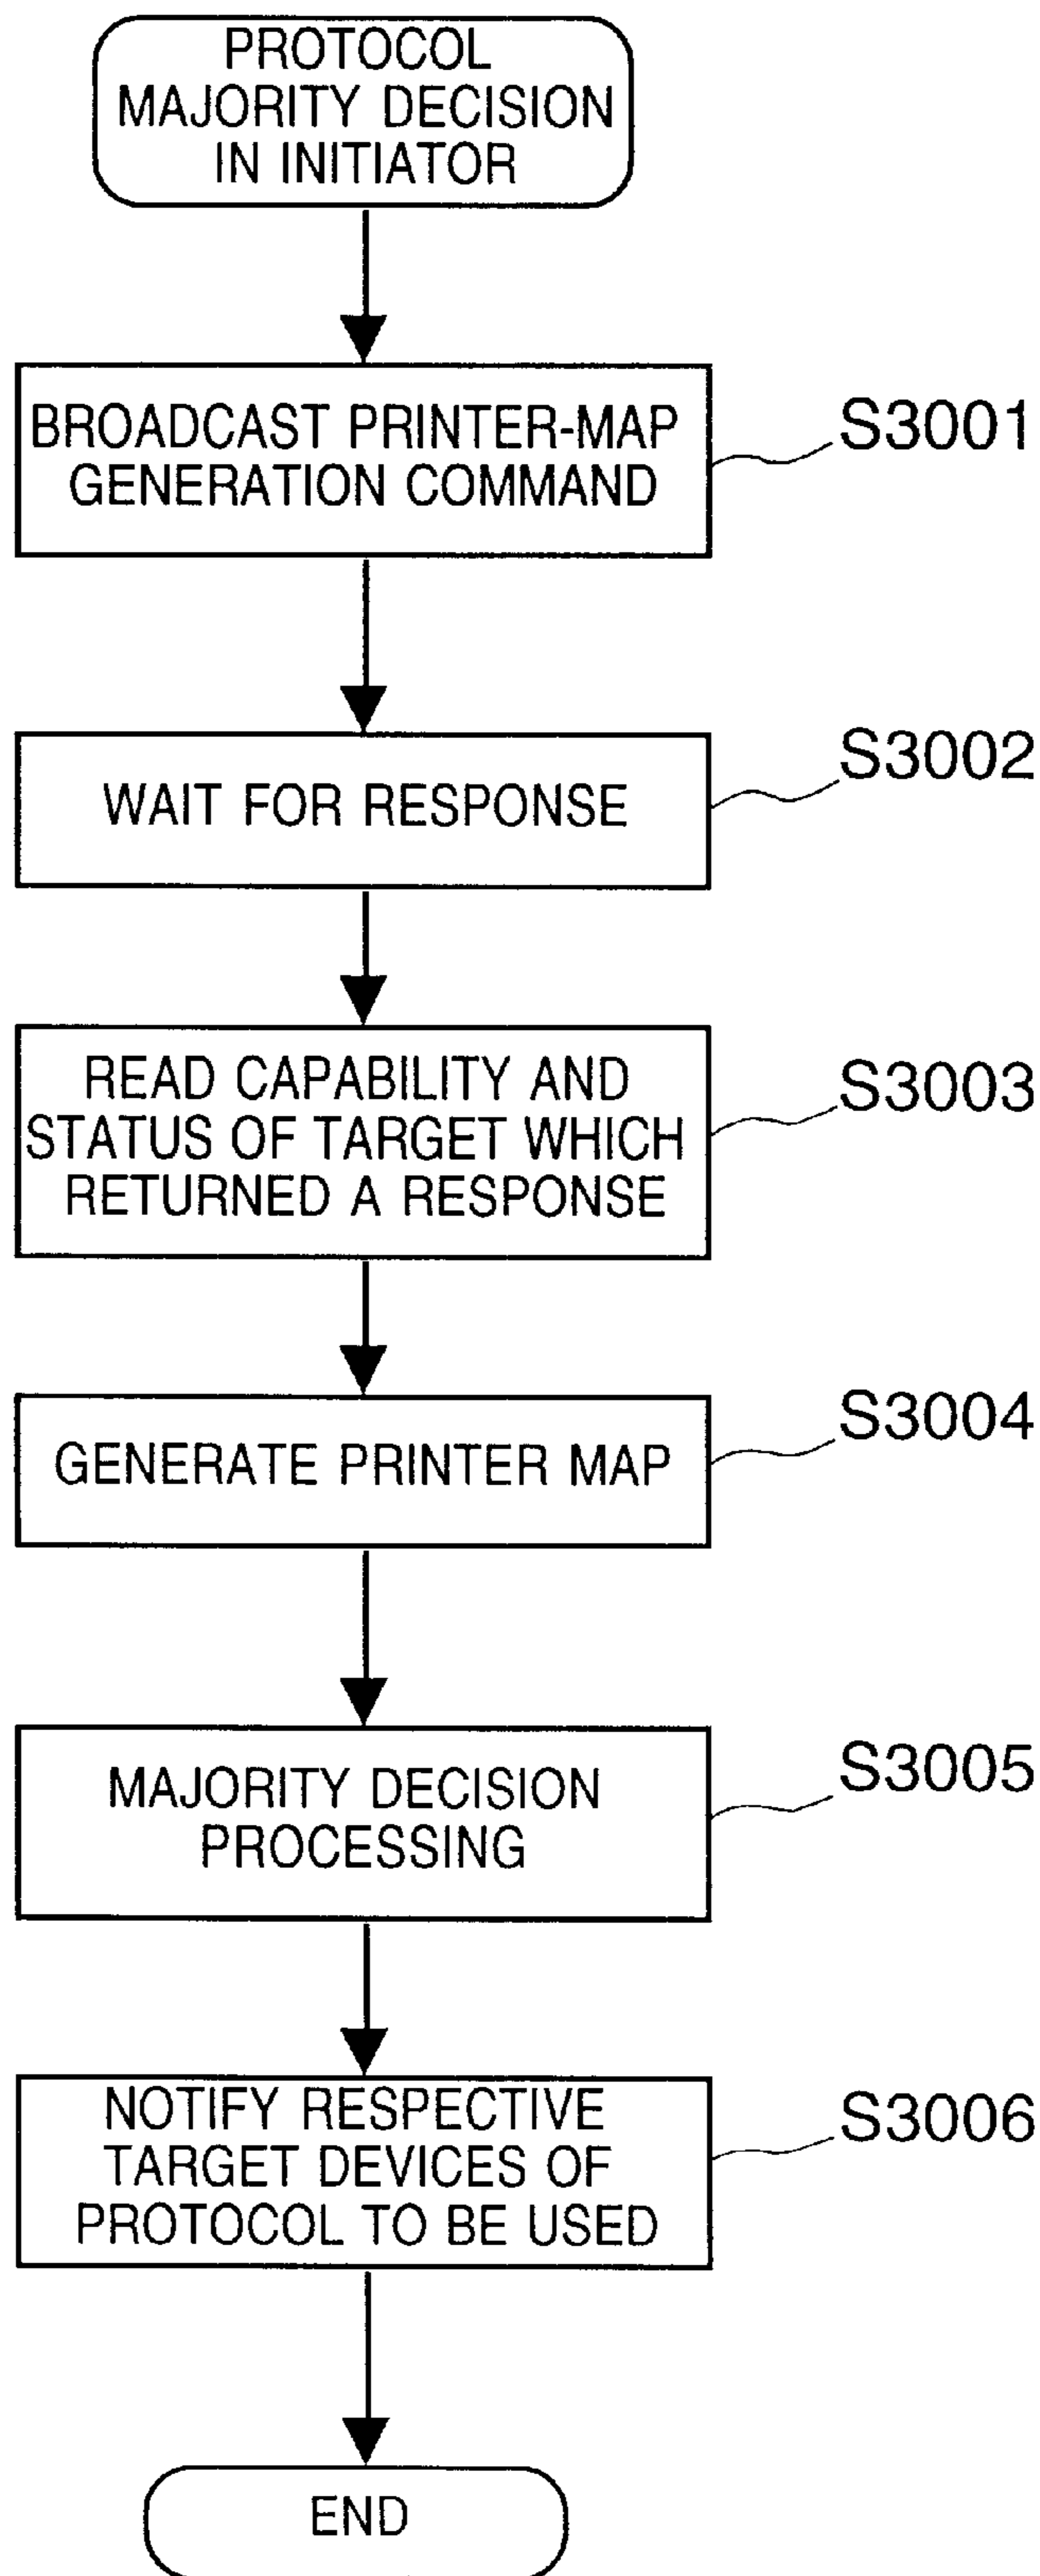 PROTOCOL
MAJORITY DECISION
IN INITIATOR
BROADCAST PRINTER-MAP
GENERATION COMMAND
S3001
WAIT FOR RESPONSE
S3002
READ CAPABILITY AND
STATUS OF TARGET WHICH
RETURNED A RESPONSE
S3003
GENERATE PRINTER MAP
S3004
MAJORITY DECISION
PROCESSING
S3005
NOTIFY RESPECTIVE
TARGET DEVICES OF
PROTOCOL TO BE USED
S3006
END